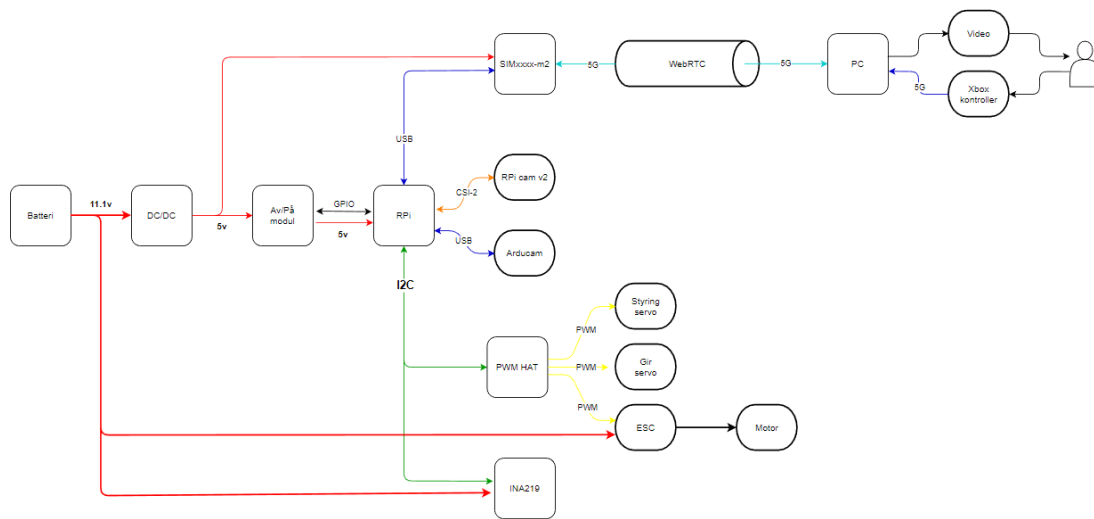 Video
SIMxxxx-m2
5G
WebRTC
5G
PC
5G
Xbox
kontroller
USB
RPi cam v2
CSI-2
11.1v
Batteri
DC/DC
5v
Av/På
modul
GPIO
5v
RPi
USB
Arducam
I2C
Styring
servo
PWM
PWM HAT
PWM
Gir
servo
PWM
ESC
Motor
INA219